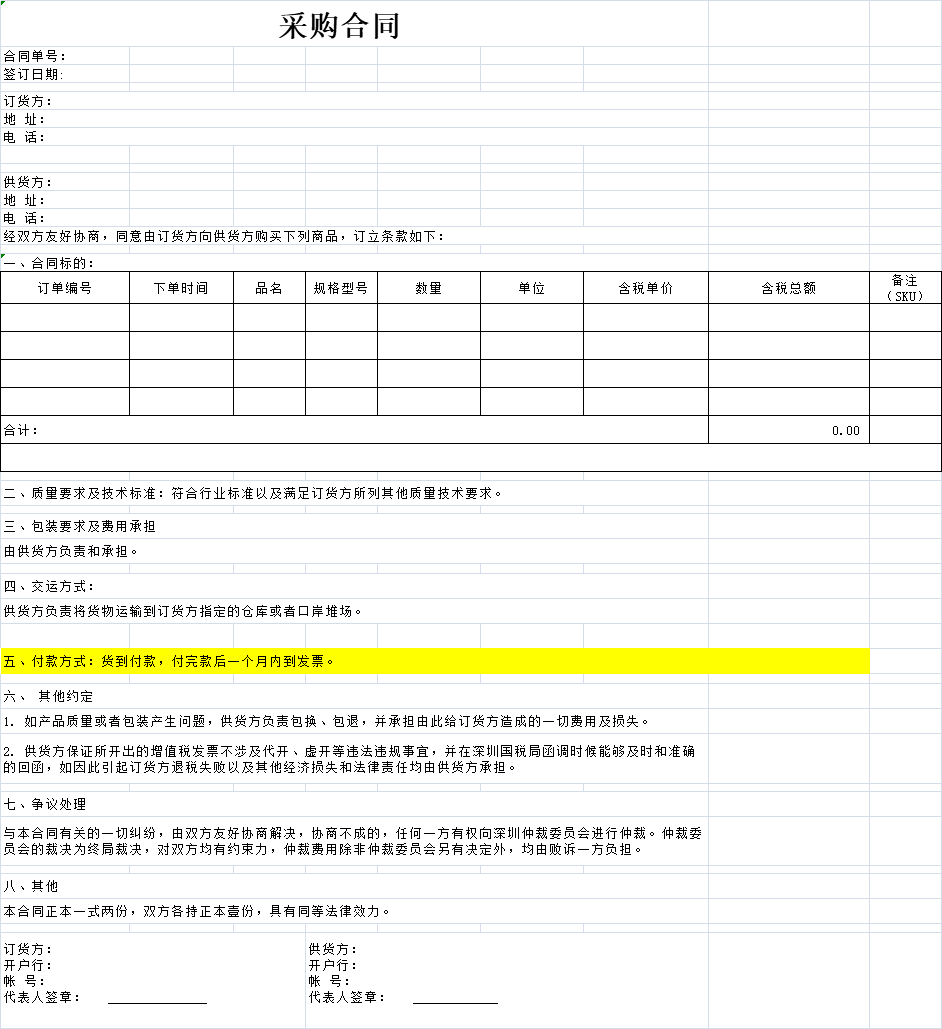 采购合同
合同单号：
签订日期:
订货方：
地 址：
电 话：
供货方：
地 址：
电 话：
经双方友好协商，同意由订货方向供货方购买下列商品，订立条款如下：
一、合同标的：
订单编号 下单时间 品名 规格型号 数量 单位 含税单价 含税总额 备注
（SKU）
合计： 0.00
二、质量要求及技术标准：符合行业标准以及满足订货方所列其他质量技术要求。
三、包装要求及费用承担
由供货方负责和承担。
四、交运方式：
供货方负责将货物运输到订货方指定的仓库或者口岸堆场。
五、付款方式：货到付款，付完款后一个月内到发票。
六、 其他约定
1. 如产品质量或者包装产生问题，供货方负责包换、包退，并承担由此给订货方造成的一切费用及损失。
2. 供货方保证所开出的增值税发票不涉及代开、虚开等违法违规事宜，并在深圳国税局函调时候能够及时和准确
的回函，如因此引起订货方退税失败以及其他经济损失和法律责任均由供货方承担。
七、争议处理
与本合同有关的一切纠纷，由双方友好协商解决，协商不成的，任何一方有权向深圳仲裁委员会进行仲裁。仲裁委
员会的裁决为终局裁决，对双方均有约束力，仲裁费用除非仲裁委员会另有决定外，均由败诉一方负担。
八、其他
本合同正本一式两份，双方各持正本壹份，具有同等法律效力。
订货方： 供货方：
开户行： 开户行：
帐 号： 帐 号：
代表人签章： 代表人签章：